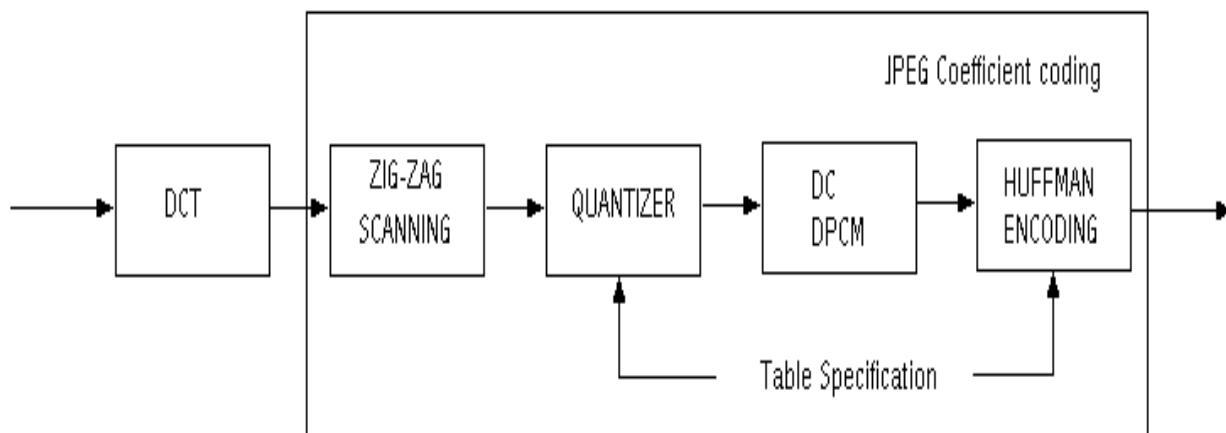 JPEG Coefficient coding
DCT
ZIG-ZAG
SCANNING
QUANTIZER
DC
DPCM
HUFFMAN
ENCODING
Table Specification